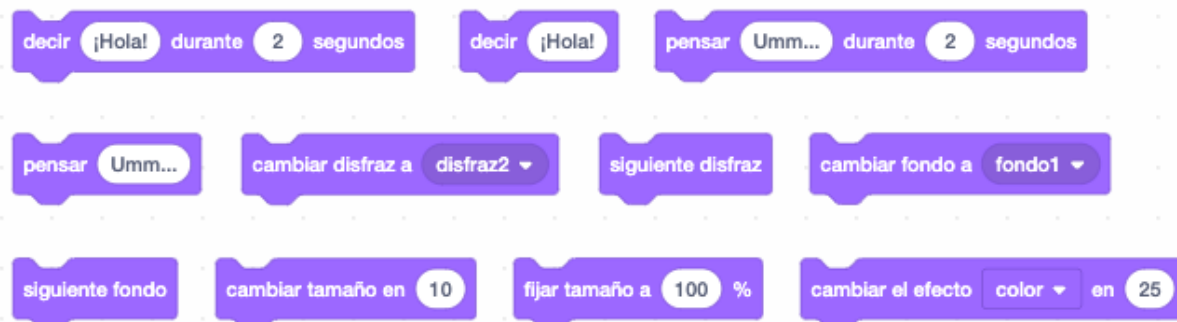 decir ¡Hola! durante 2 segundos decir ¡Hola! pensar Umm... durante 2 segundos
pensar Umm... cambiar disfraz a disfraz2 siguiente disfraz cambiar fondo a fondo1
siguiente fondo cambiar tamaño en 10 fijar tamaño a 100 % cambiar el efecto color en 25